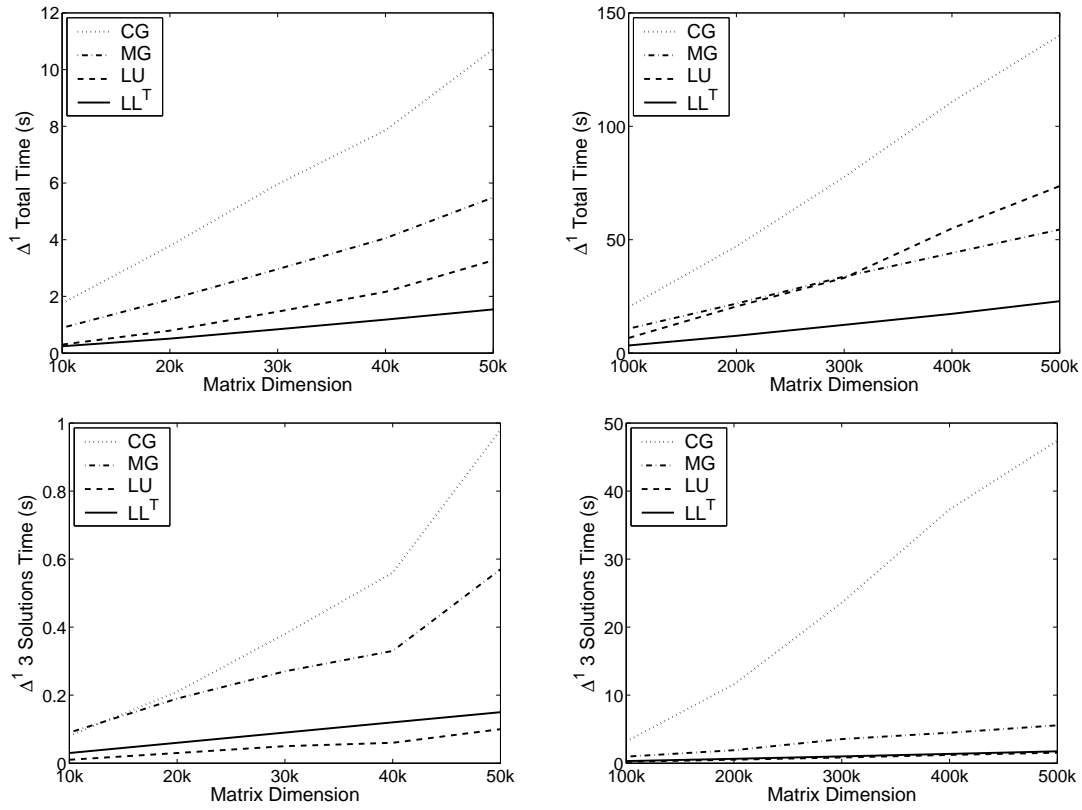 12
10
8
6
4
2
0
Δ¹ Total Time (s)
CG
MG
LU
LLᵀ
10k 20k 30k 40k 50k
Matrix Dimension
150
100
50
0
Δ¹ Total Time (s)
CG
MG
LU
LLᵀ
100k 200k 300k 400k 500k
Matrix Dimension
1
0.8
0.6
0.4
0.2
0
Δ¹ 3 Solutions Time (s)
CG
MG
LU
LLᵀ
10k 20k 30k 40k 50k
Matrix Dimension
50
40
30
20
10
0
Δ¹ 3 Solutions Time (s)
CG
MG
LU
LLᵀ
100k 200k 300k 400k 500k
Matrix Dimension